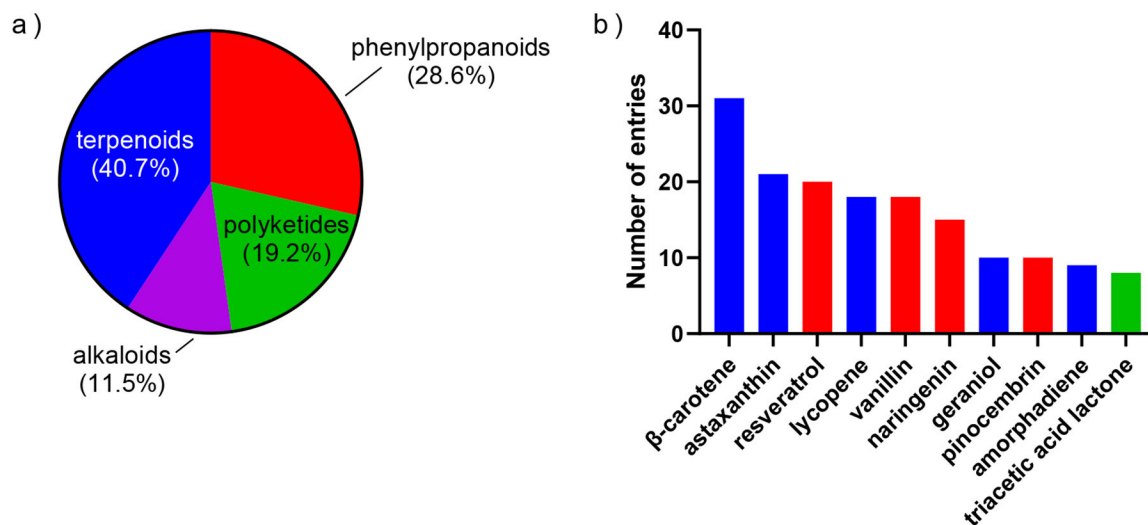 a)
phenylpropanoids
(28.6%)
terpenoids
(40.7%)
polyketides
(19.2%)
alkaloids
(11.5%)
b)
Number of entries
40
30
20
10
0
β-carotene
astaxanthin
resveratrol
lycopene
vanillin
naringenin
geraniol
pinocembrin
amorphadiene
triacetic acid lactone